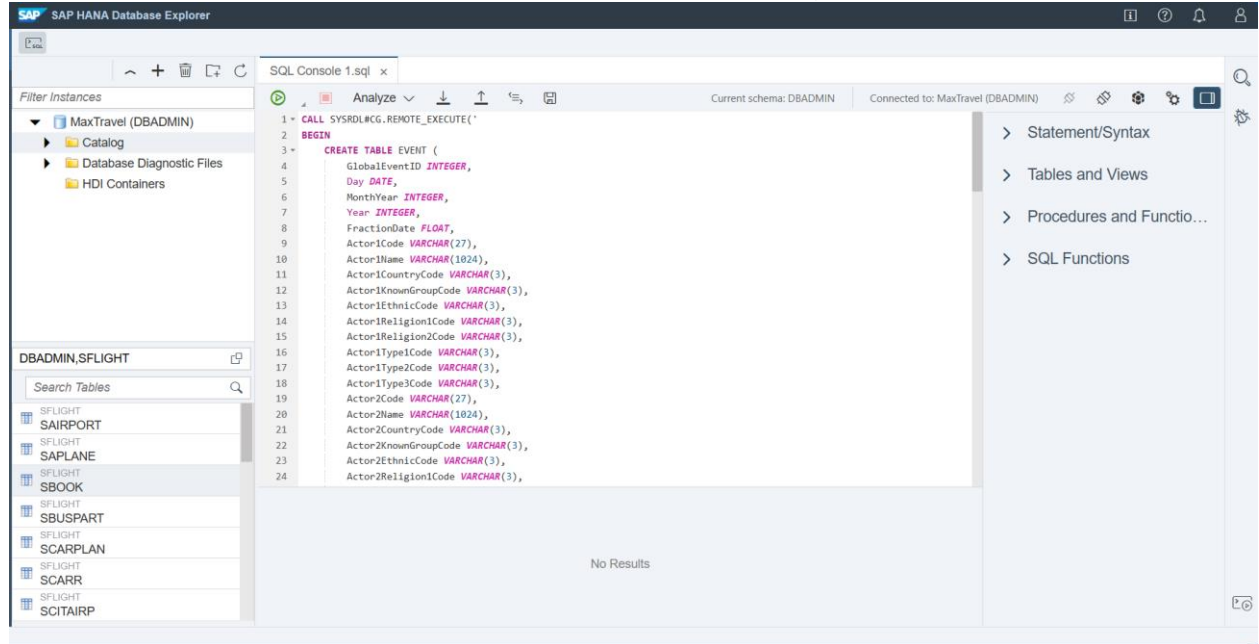 SAP SAP HANA Database Explorer
SQL Console 1.sql ×
Filter Instances
Analyze
Current schema: DBADMIN
Connected to: MaxTravel (DBADMIN)
MaxTravel (DBADMIN)
Catalog
Database Diagnostic Files
HDI Containers
DBADMIN,SFLIGHT
Search Tables
SFLIGHT
SAIRPORT
SFLIGHT
SAPLANE
SFLIGHT
SBOOK
SFLIGHT
SBUSPART
SFLIGHT
SCARPLAN
SFLIGHT
SCARR
SFLIGHT
SCITAIRP
1 CALL SYSRDL#CG.REMOTE_EXECUTE('
2 BEGIN
3 CREATE TABLE EVENT (
4 GlobalEventID INTEGER,
5 Day DATE,
6 MonthYear INTEGER,
7 Year INTEGER,
8 FractionDate FLOAT,
9 Actor1Code VARCHAR(27),
10 Actor1Name VARCHAR(1024),
11 Actor1CountryCode VARCHAR(3),
12 Actor1KnownGroupCode VARCHAR(3),
13 Actor1EthnicCode VARCHAR(3),
14 Actor1Religion1Code VARCHAR(3),
15 Actor1Religion2Code VARCHAR(3),
16 Actor1Type1Code VARCHAR(3),
17 Actor1Type2Code VARCHAR(3),
18 Actor1Type3Code VARCHAR(3),
19 Actor2Code VARCHAR(27),
20 Actor2Name VARCHAR(1024),
21 Actor2CountryCode VARCHAR(3),
22 Actor2KnownGroupCode VARCHAR(3),
23 Actor2EthnicCode VARCHAR(3),
24 Actor2Religion1Code VARCHAR(3),
No Results
Statement/Syntax
Tables and Views
Procedures and Functio...
SQL Functions